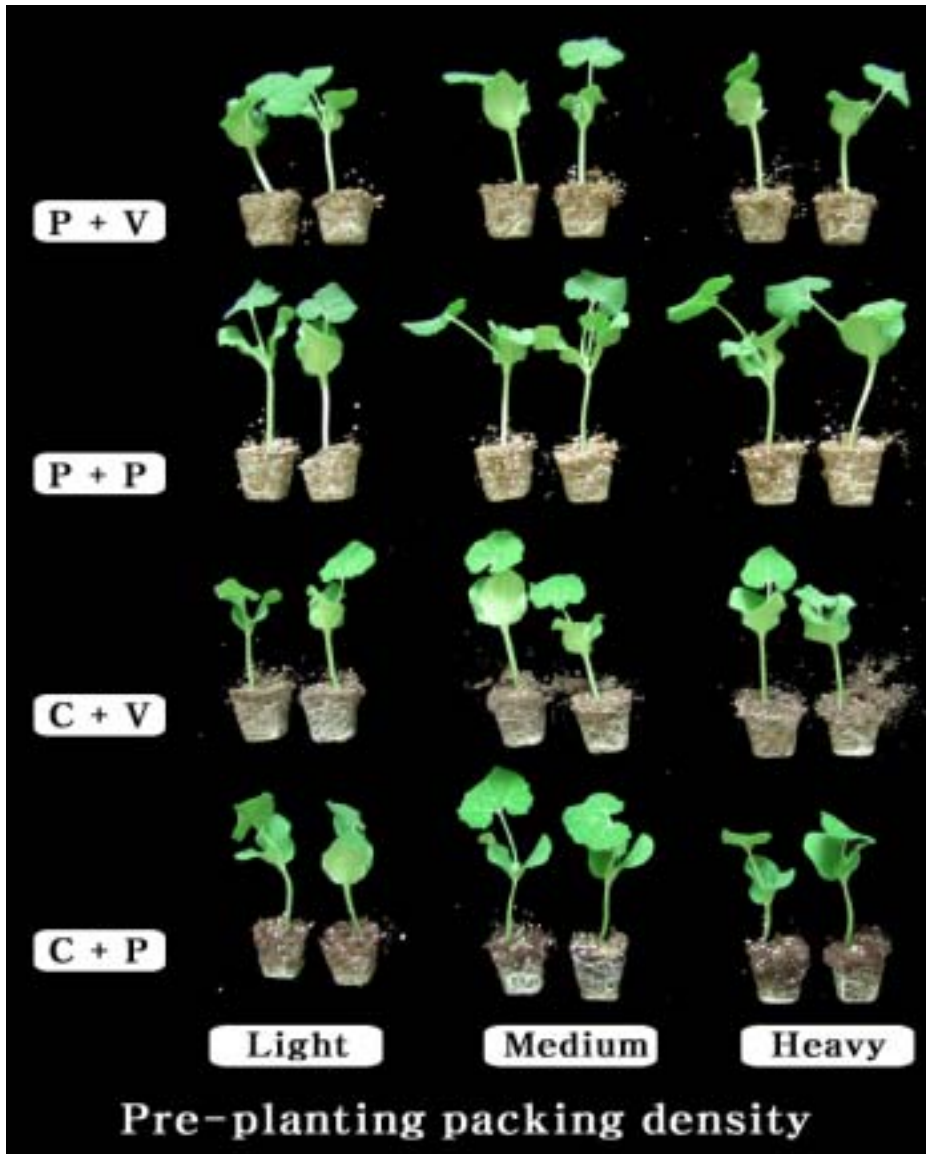 P + V
P + P
C + V
C + P
Light Medium Heavy
Pre-planting packing density